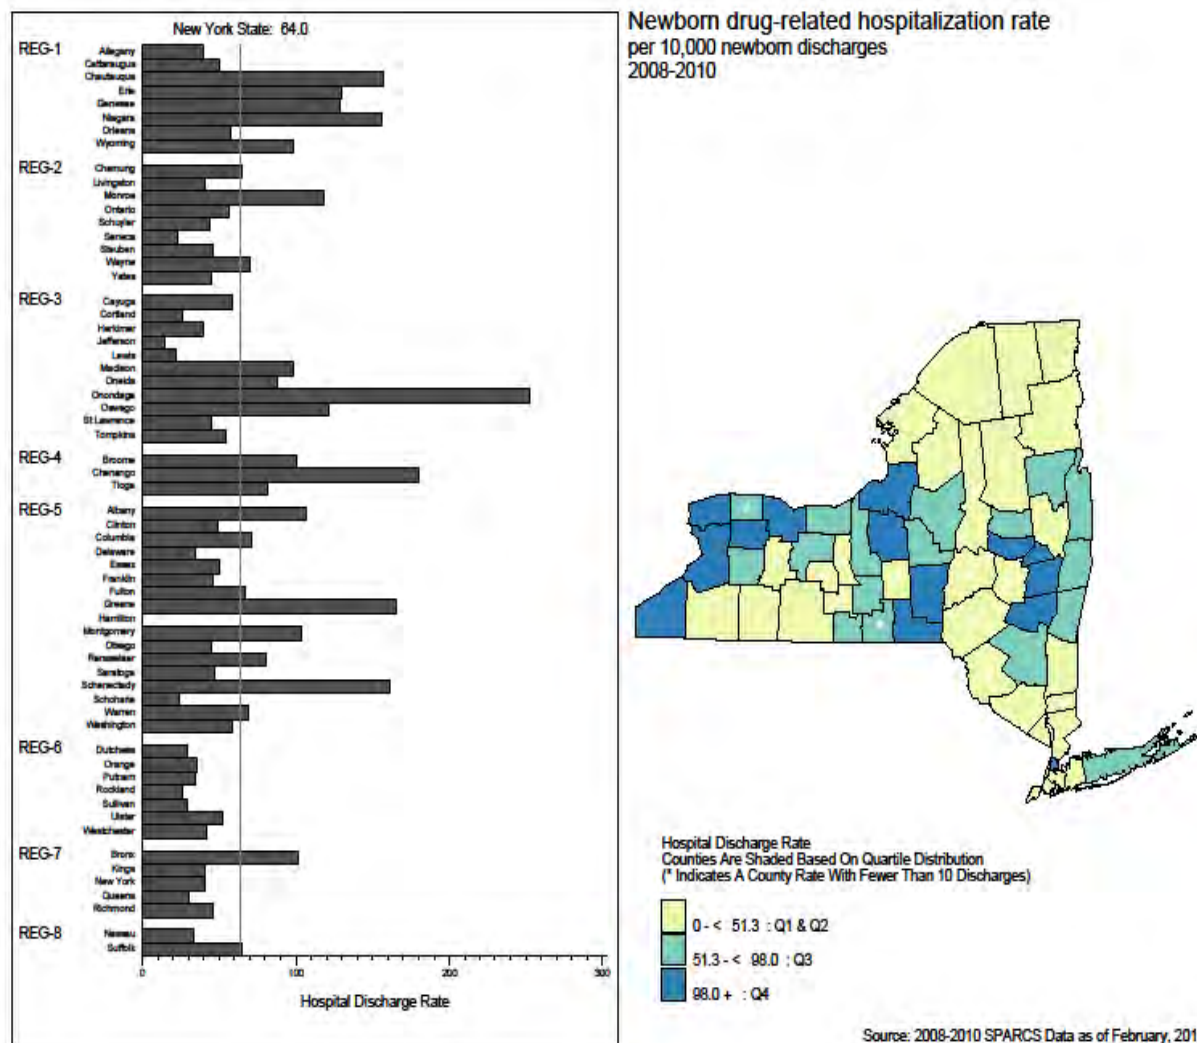 New York State: 64.0
REG-1
Allegany
Cattaraugus
Chautauqua
Erie
Genesee
Niagara
Orleans
Wyoming
REG-2
Chemung
Livingston
Monroe
Ontario
Schuyler
Seneca
Steuben
Wayne
Yates
REG-3
Cayuga
Cortland
Herkimer
Jefferson
Lewis
Madison
Oneida
Onondaga
Oswego
St Lawrence
Tompkins
REG-4
Broome
Chenango
Tioga
REG-5
Albany
Clinton
Columbia
Delaware
Essex
Franklin
Fulton
Greene
Hamilton
Montgomery
Otsego
Rensselaer
Saratoga
Schenectady
Schoharie
Warren
Washington
REG-6
Dutchess
Orange
Putnam
Rockland
Sullivan
Ulster
Westchester
REG-7
Bronx
Kings
New York
Queens
Richmond
REG-8
Nassau
Suffolk
0 100 200 300
Hospital Discharge Rate
Newborn drug-related hospitalization rate
per 10,000 newborn discharges
2008-2010
Hospital Discharge Rate
Counties Are Shaded Based On Quartile Distribution
(* Indicates A County Rate With Fewer Than 10 Discharges)
0 - < 51.3 : Q1 & Q2
51.3 - < 98.0 : Q3
98.0 + : Q4
Source: 2008-2010 SPARCS Data as of February, 201